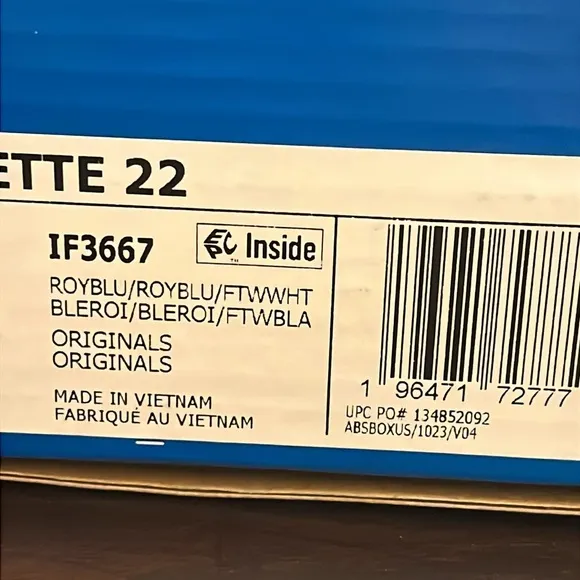 ETTE 22
IF3667
EPC Inside
ROYBLU/ROYBLU/FTWWHT
BLEROI/BLEROI/FTWBLA
ORIGINALS
ORIGINALS
MADE IN VIETNAM
FABRIQUÉ AU VIETNAM
1 96471 72777
UPC PO# 134852092
ABSBOXUS/1023/V04